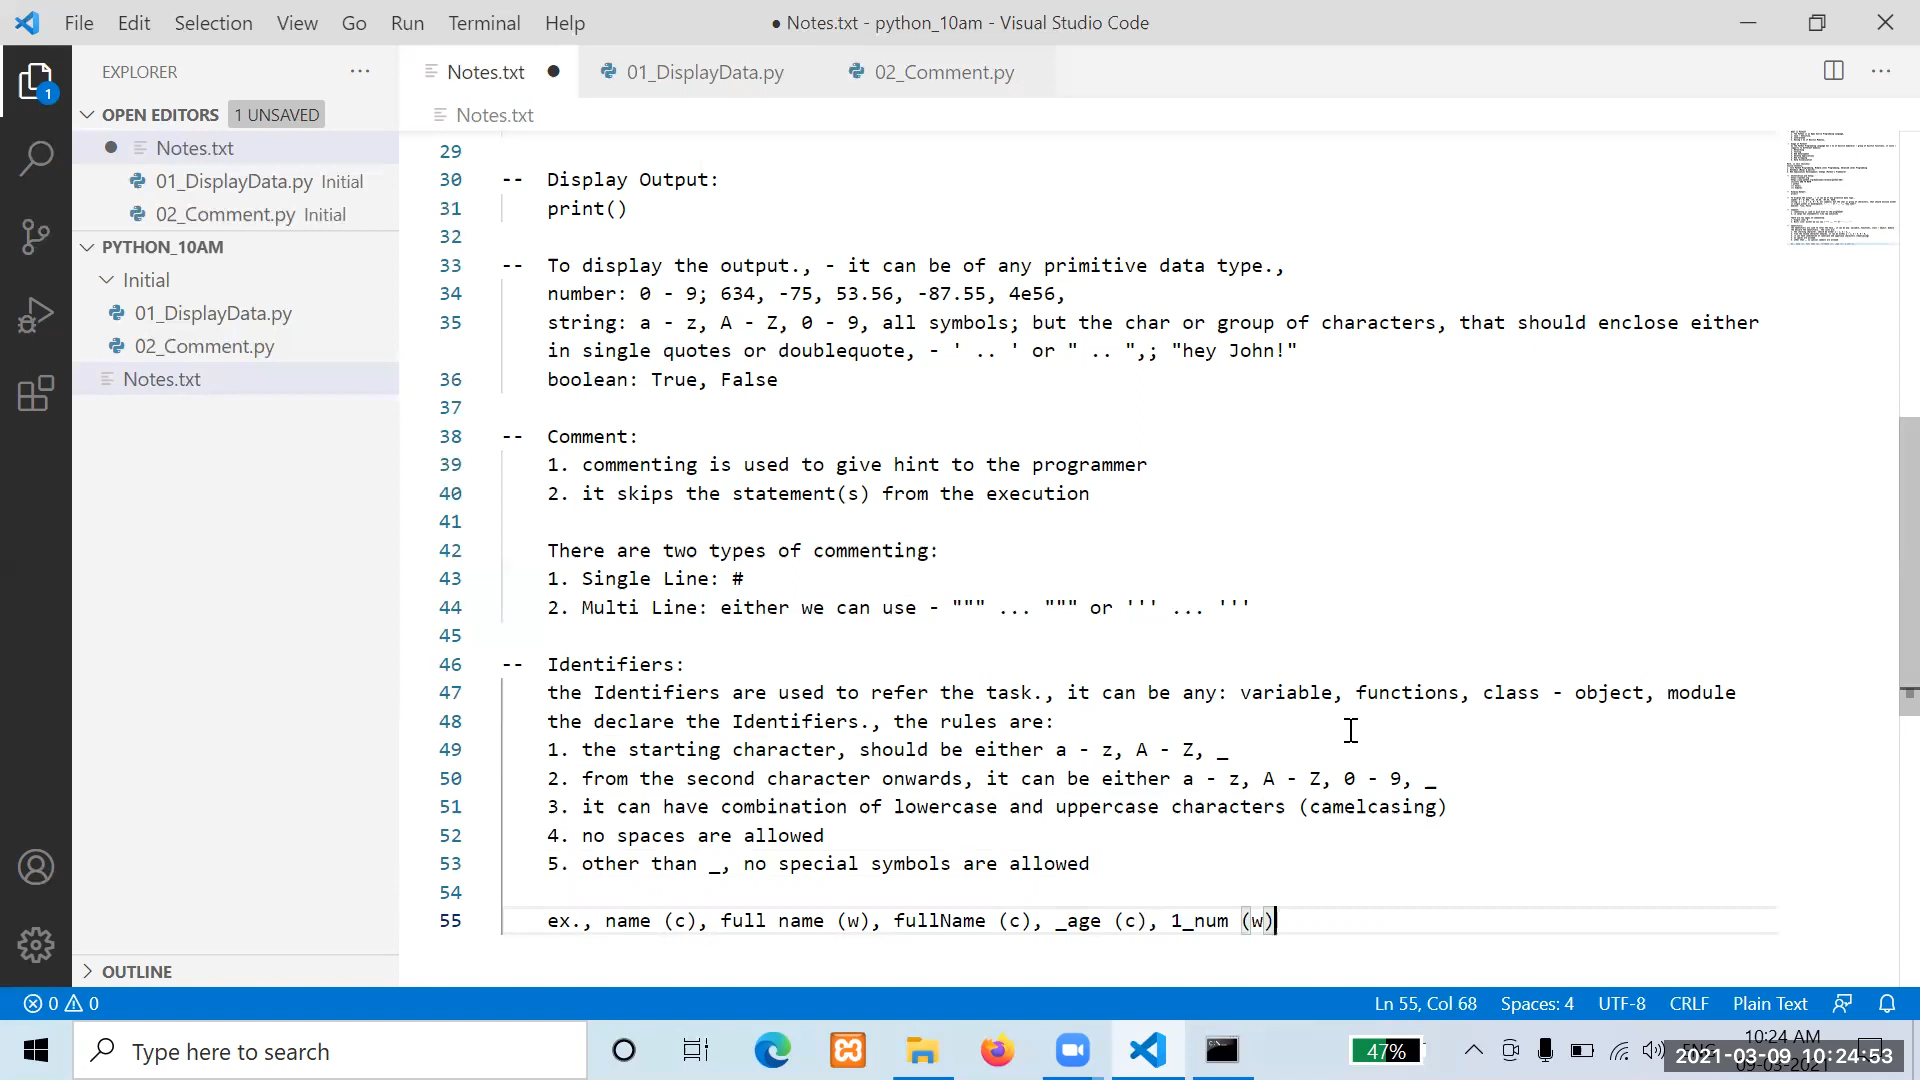 File Edit Selection View Go Run Terminal Help ● Notes.txt - python_10am - Visual Studio Code
EXPLORER ···
Notes.txt ● 01_DisplayData.py 02_Comment.py ···
OPEN EDITORS 1 UNSAVED
Notes.txt
Notes.txt
01_DisplayData.py Initial
02_Comment.py Initial
PYTHON_10AM
Initial
01_DisplayData.py
02_Comment.py
Notes.txt
OUTLINE
1
29
30 -- Display Output:
31 print()
32
33 -- To display the output., - it can be of any primitive data type.,
34 number: 0 - 9; 634, -75, 53.56, -87.55, 4e56,
35 string: a - z, A - Z, 0 - 9, all symbols; but the char or group of characters, that should enclose either
in single quotes or doublequote, - ' .. ' or " .. ",; "hey John!"
36 boolean: True, False
37
38 -- Comment:
39 1. commenting is used to give hint to the programmer
40 2. it skips the statement(s) from the execution
41
42 There are two types of commenting:
43 1. Single Line: #
44 2. Multi Line: either we can use - """ ... """ or ''' ... '''
45
46 -- Identifiers:
47 the Identifiers are used to refer the task., it can be any: variable, functions, class - object, module
48 the declare the Identifiers., the rules are:
49 1. the starting character, should be either a - z, A - Z, _
50 2. from the second character onwards, it can be either a - z, A - Z, 0 - 9, _
51 3. it can have combination of lowercase and uppercase characters (camelcasing)
52 4. no spaces are allowed
53 5. other than _, no special symbols are allowed
54
55 ex., name (c), full name (w), fullName (c), _age (c), 1_num (w)
0 0 Ln 55, Col 68 Spaces: 4 UTF-8 CRLF Plain Text
Type here to search 47% ENG 10:24 AM
2021-03-09 10:24:53
09-03-2021